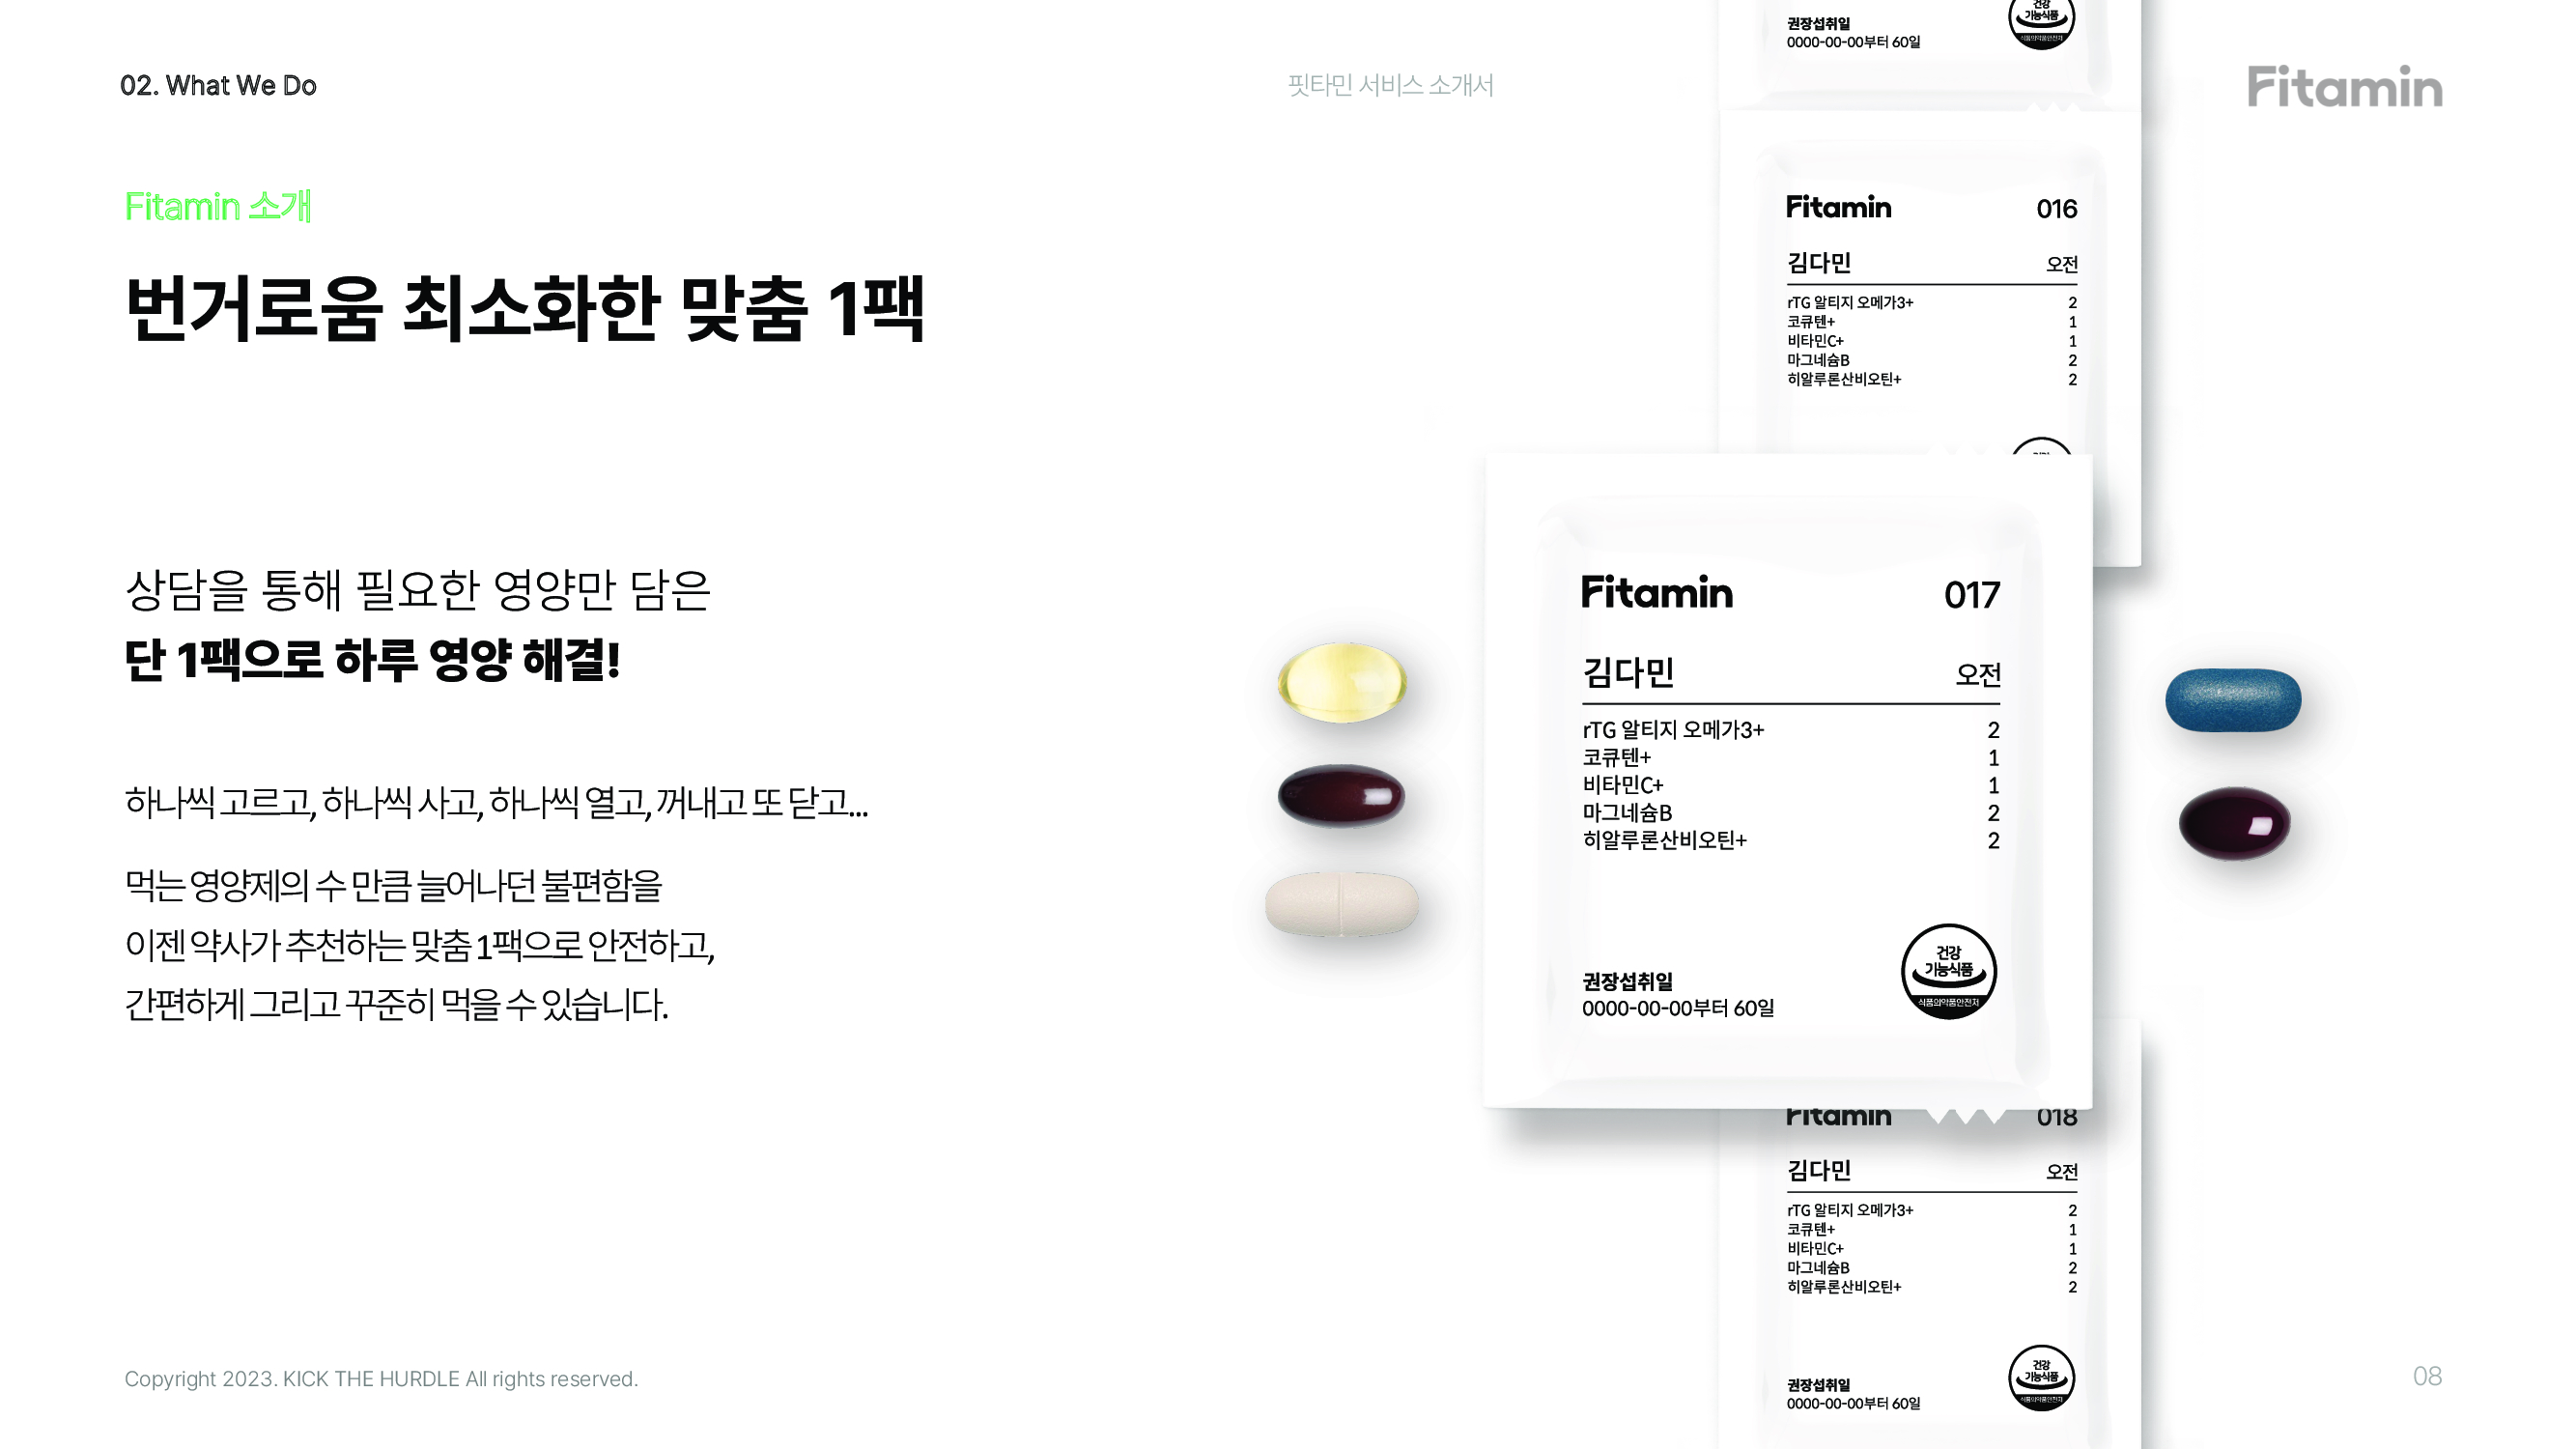 02. What We Do
핏타민 서비스 소개서
Fitamin
Fitamin 소개
번거로움 최소화한 맞춤 1팩
상담을 통해 필요한 영양만 담은
단 1팩으로 하루 영양 해결!
하나씩 고르고, 하나씩 사고, 하나씩 열고, 꺼내고 또 닫고...
먹는 영양제의 수 만큼 늘어나던 불편함을
이젠 약사가 추천하는 맞춤 1팩으로 안전하고,
간편하게 그리고 꾸준히 먹을 수 있습니다.
권장섭취일
0000-00-00부터 60일
건강
기능식품
식품의약품안전처
Fitamin 016
김다민 오전
rTG 알티지 오메가3+ 2
코큐텐+ 1
비타민C+ 1
마그네슘B 2
히알루론산비오틴+ 2
Fitamin 017
김다민 오전
rTG 알티지 오메가3+ 2
코큐텐+ 1
비타민C+ 1
마그네슘B 2
히알루론산비오틴+ 2
권장섭취일
0000-00-00부터 60일
건강
기능식품
식품의약품안전처
Fitamin 018
김다민 오전
rTG 알티지 오메가3+ 2
코큐텐+ 1
비타민C+ 1
마그네슘B 2
히알루론산비오틴+ 2
권장섭취일
0000-00-00부터 60일
건강
기능식품
식품의약품안전처
Copyright 2023. KICK THE HURDLE All rights reserved.
08